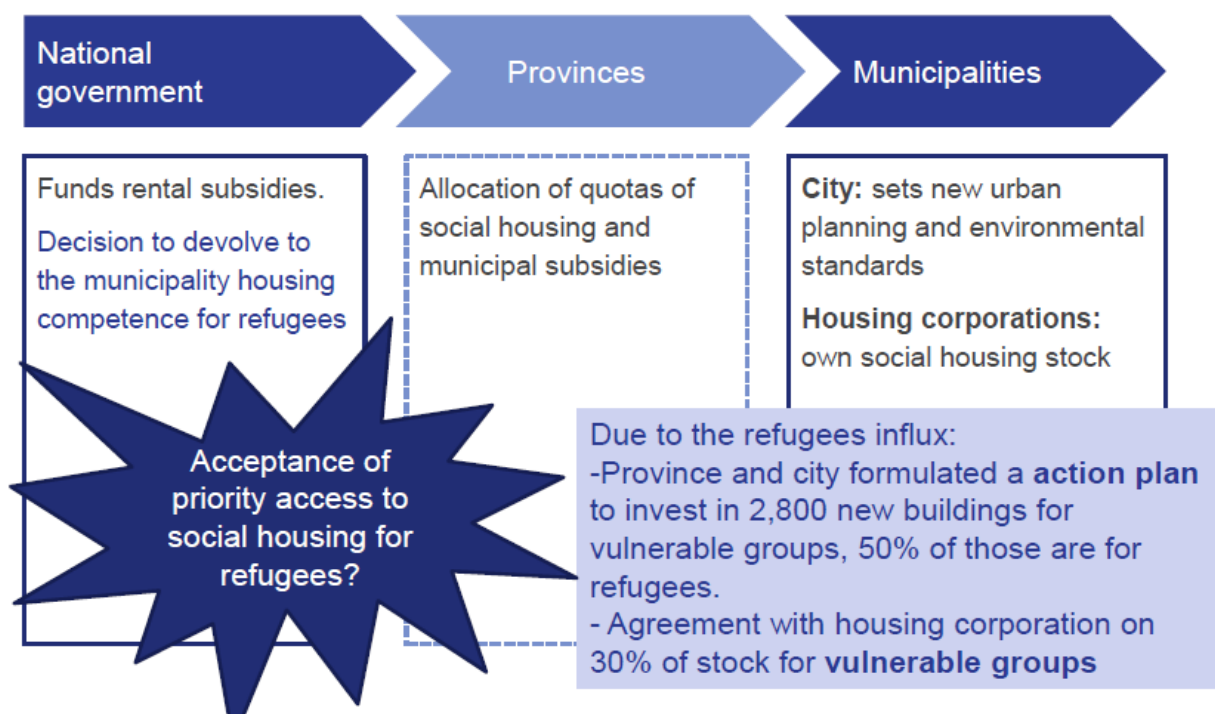 National
government
Provinces
Municipalities
Funds rental subsidies.
Decision to devolve to
the municipality housing
competence for refugees
Allocation of quotas of
social housing and
municipal subsidies
City: sets new urban
planning and environmental
standards
Housing corporations:
own social housing stock
Acceptance of
priority access to
social housing for
refugees?
Due to the refugees influx:
-Province and city formulated a action plan
to invest in 2,800 new buildings for
vulnerable groups, 50% of those are for
refugees.
- Agreement with housing corporation on
30% of stock for vulnerable groups